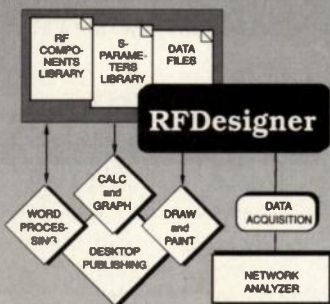 RF
COMPO-
NENTS
LIBRARY
S-
PARAME-
TERS
LIBRARY
DATA
FILES
RFDesigner
CALC
and
GRAPH
WORD
PROCES-
SING
DRAW
and
PAINT
DESKTOP
PUBLISHING
DATA
ACQUISITION
NETWORK
ANALYZER